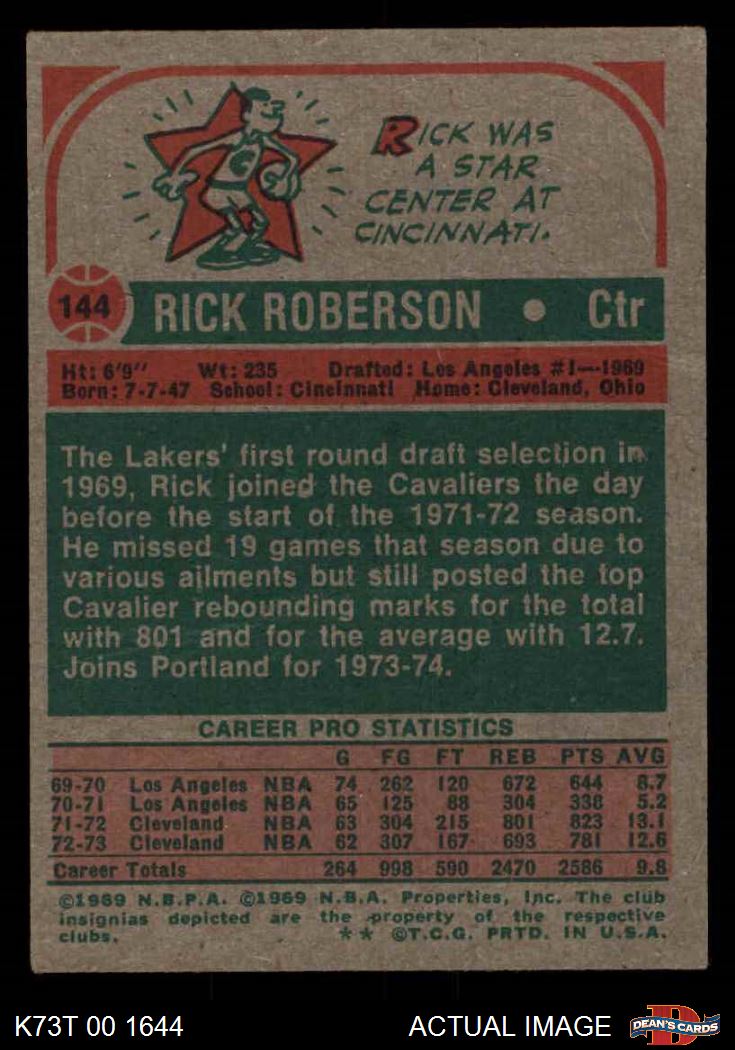 RICK WAS
A STAR
CENTER AT
CINCINNATI.
C
144
RICK ROBERSON • Ctr
Ht: 6'9" Wt: 235 Drafted: Los Angeles #1—1969
Born: 7-7-47 School: Cincinnati Home: Cleveland, Ohio
The Lakers' first round draft selection in
1969, Rick joined the Cavaliers the day
before the start of the 1971-72 season.
He missed 19 games that season due to
various ailments but still posted the top
Cavalier rebounding marks for the total
with 801 and for the average with 12.7.
Joins Portland for 1973-74.
CAREER PRO STATISTICS
G FG FT REB PTS AVG
69-70 Los Angeles NBA 74 262 120 672 644 8.7
70-71 Los Angeles NBA 65 125 88 304 338 5.2
71-72 Cleveland NBA 63 304 215 801 823 13.1
72-73 Cleveland NBA 62 307 167 693 781 12.6
Career Totals 264 998 590 2470 2586 9.8
©1969 N.B.P.A. ©1969 N.B.A. Properties, Inc. The club
insignias depicted are the property of the respective
clubs. ** ©T.C.G. PRTD. IN U.S.A.
K73T 00 1644 ACTUAL IMAGE
D
DEAN'S CARDS